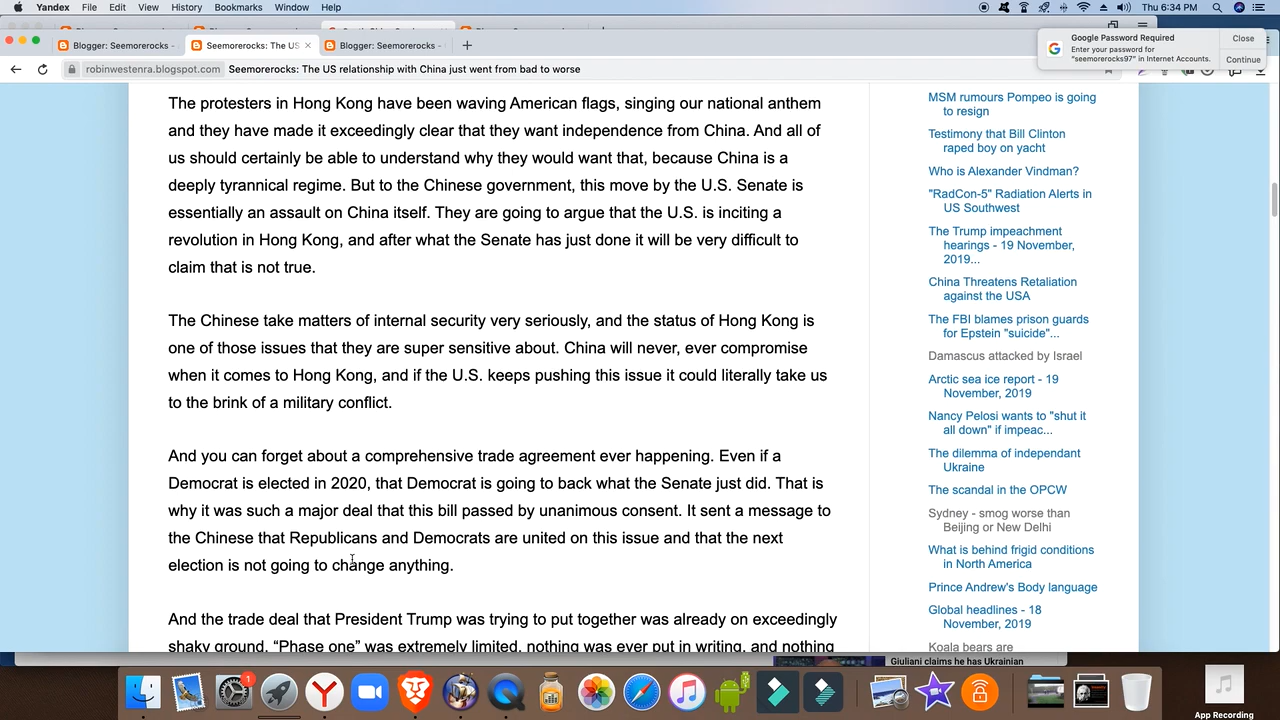 Yandex File Edit View History Bookmarks Window Help
Thu 6:34 PM
Blogger: Seemorerocks -
Seemorerocks: The US
Blogger: Seemorerocks -
Google Password Required
Enter your password for
"seemorerocks97" in Internet Accounts.
Close
Continue
robinwestenra.blogspot.com Seemorerocks: The US relationship with China just went from bad to worse
The protesters in Hong Kong have been waving American flags, singing our national anthem
and they have made it exceedingly clear that they want independence from China. And all of
us should certainly be able to understand why they would want that, because China is a
deeply tyrannical regime. But to the Chinese government, this move by the U.S. Senate is
essentially an assault on China itself. They are going to argue that the U.S. is inciting a
revolution in Hong Kong, and after what the Senate has just done it will be very difficult to
claim that is not true.
The Chinese take matters of internal security very seriously, and the status of Hong Kong is
one of those issues that they are super sensitive about. China will never, ever compromise
when it comes to Hong Kong, and if the U.S. keeps pushing this issue it could literally take us
to the brink of a military conflict.
And you can forget about a comprehensive trade agreement ever happening. Even if a
Democrat is elected in 2020, that Democrat is going to back what the Senate just did. That is
why it was such a major deal that this bill passed by unanimous consent. It sent a message to
the Chinese that Republicans and Democrats are united on this issue and that the next
election is not going to change anything.
And the trade deal that President Trump was trying to put together was already on exceedingly
shaky ground. “Phase one” was extremely limited, nothing was ever put in writing, and nothing
MSM rumours Pompeo is going
to resign
Testimony that Bill Clinton
raped boy on yacht
Who is Alexander Vindman?
"RadCon-5" Radiation Alerts in
US Southwest
The Trump impeachment
hearings - 19 November,
2019...
China Threatens Retaliation
against the USA
The FBI blames prison guards
for Epstein "suicide"...
Damascus attacked by Israel
Arctic sea ice report - 19
November, 2019
Nancy Pelosi wants to "shut it
all down" if impeac...
The dilemma of independant
Ukraine
The scandal in the OPCW
Sydney - smog worse than
Beijing or New Delhi
What is behind frigid conditions
in North America
Prince Andrew's Body language
Global headlines - 18
November, 2019
Koala bears are
Giuliani claims he has Ukrainian
1
App Recording